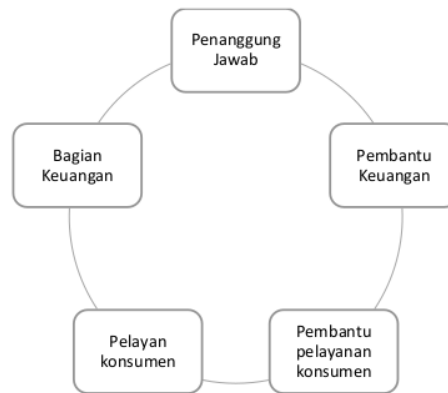 Penanggung
Jawab
Bagian
Keuangan
Pembantu
Keuangan
Pelayan
konsumen
Pembantu
pelayanan
konsumen